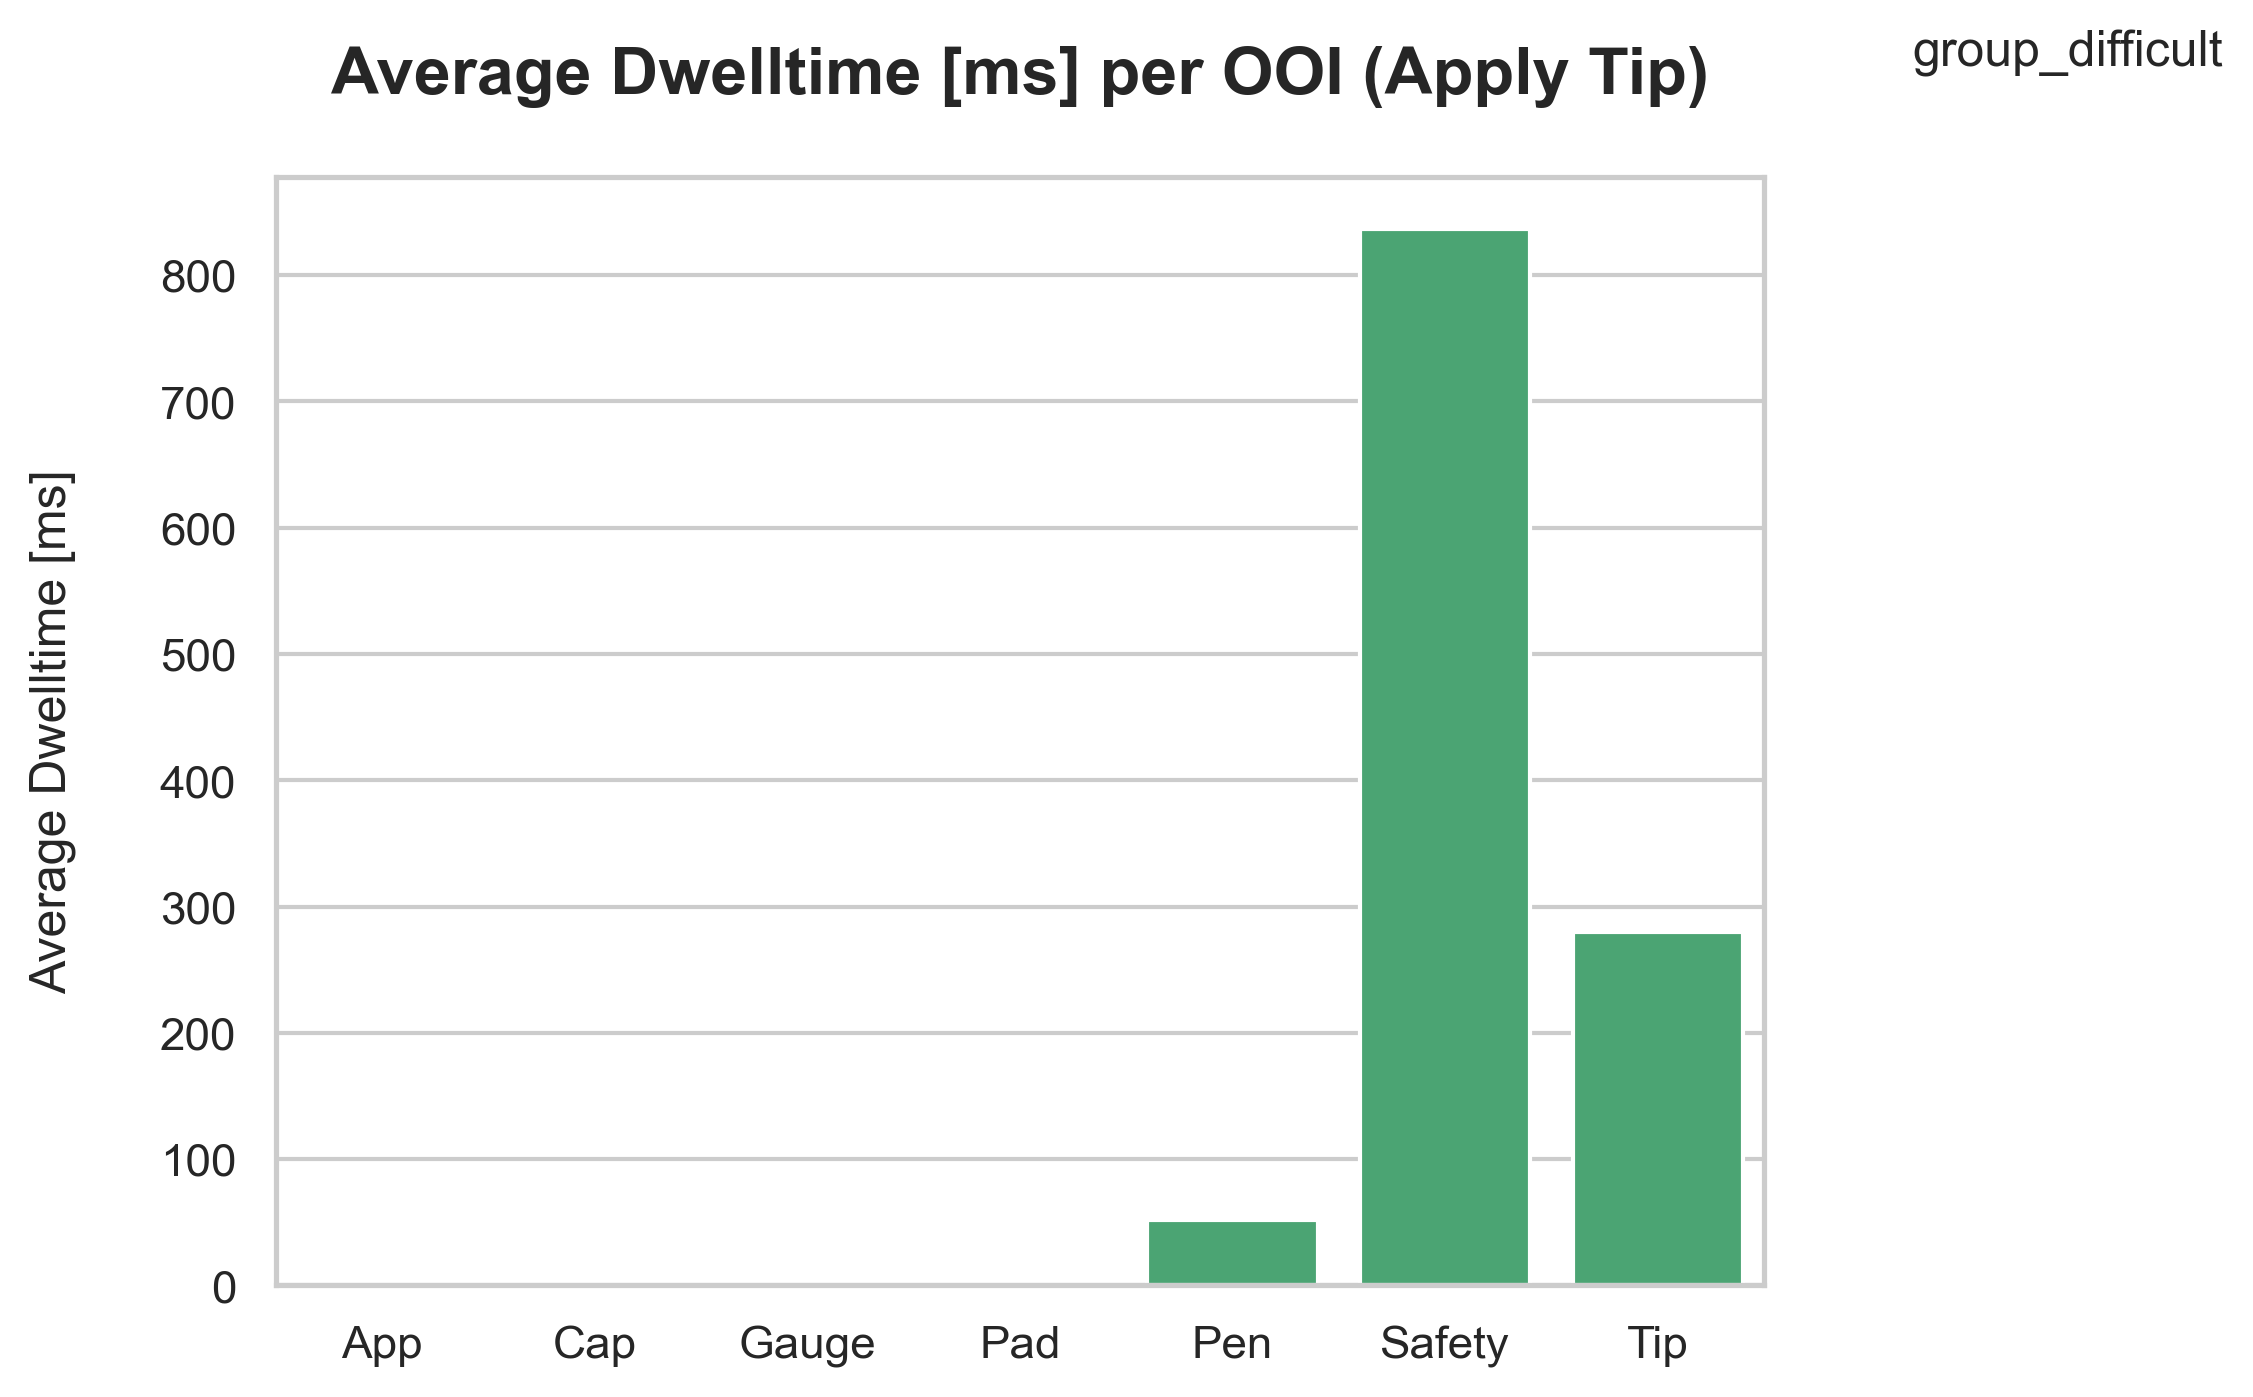 Average Dwelltime [ms] per OOI (Apply Tip)
group_difficult
Average Dwelltime [ms]
800
700
600
500
400
300
200
100
0
App Cap Gauge Pad Pen Safety Tip